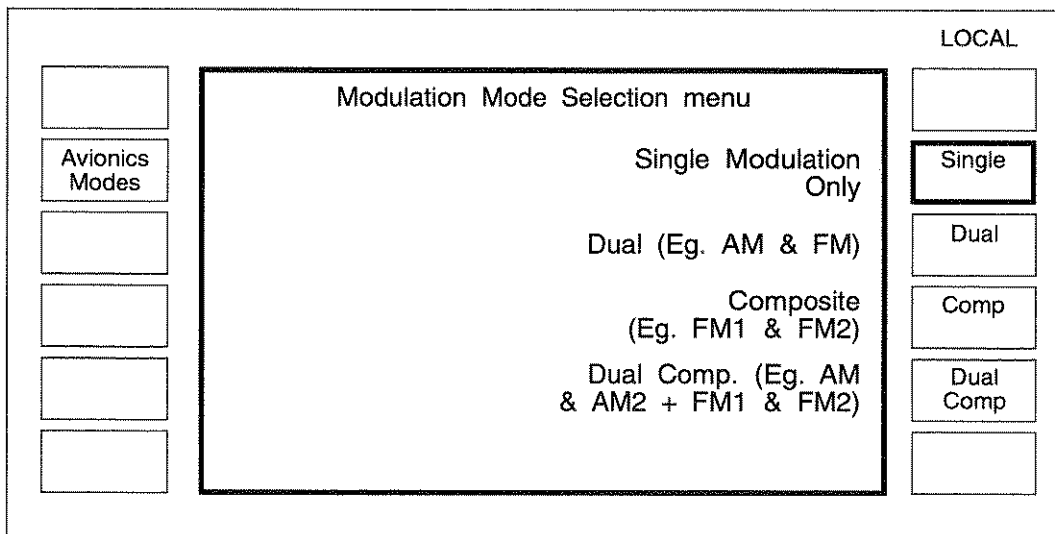 LOCAL
Modulation Mode Selection menu
Avionics
Modes
Single Modulation
Only
Single
Dual (Eg. AM & FM)
Dual
Composite
(Eg. FM1 & FM2)
Comp
Dual Comp. (Eg. AM
& AM2 + FM1 & FM2)
Dual
Comp